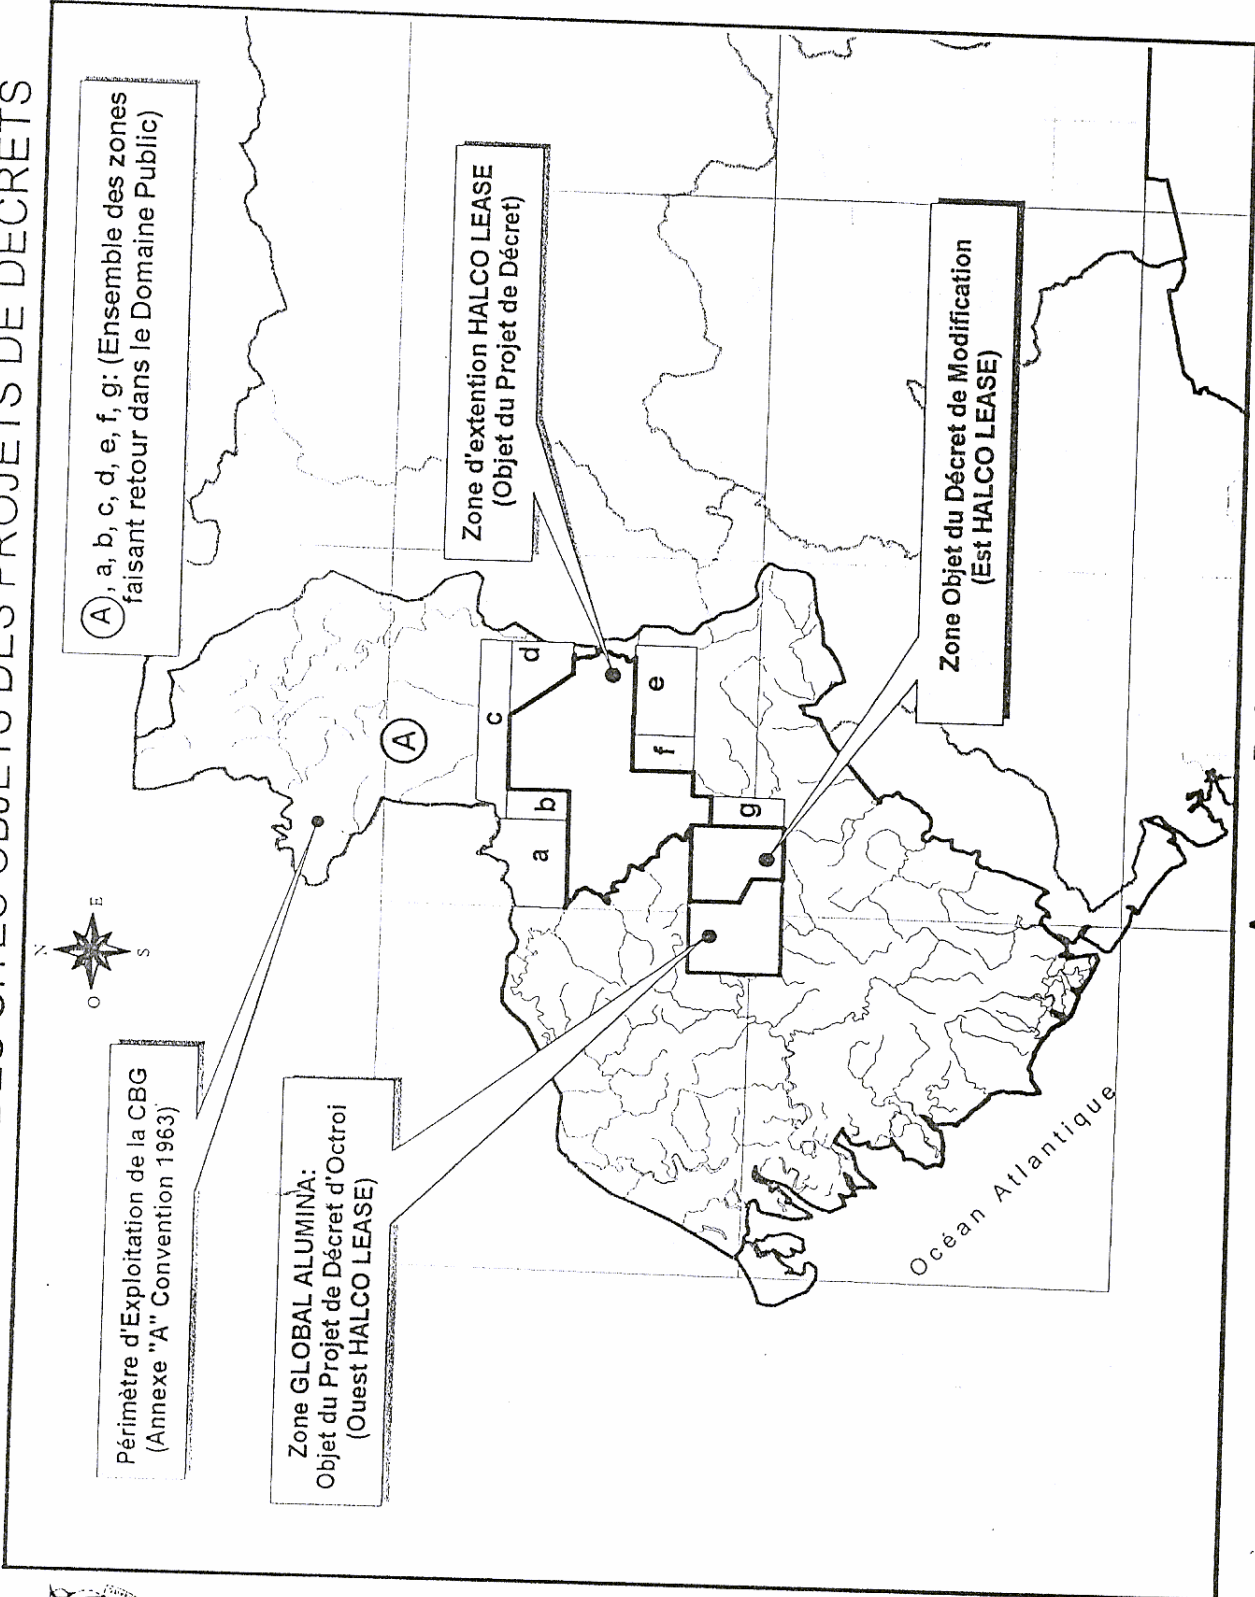 OBJETS DES PROJETS DE DECRETS
N
O
E
S
Périmètre d'Exploitation de la CBG
(Annexe "A" Convention 1963)
(A), a, b, c, d, e, f, g: (Ensemble des zones
faisant retour dans le Domaine Public)
Zone GLOBAL ALUMINA:
Objet du Projet de Décret d'Octroi
(Ouest HALCO LEASE)
Zone d'extention HALCO LEASE
(Objet du Projet de Décret)
Zone Objet du Décret de Modification
(Est HALCO LEASE)
A
a
b
c
d
e
f
g
Océan Atlantique